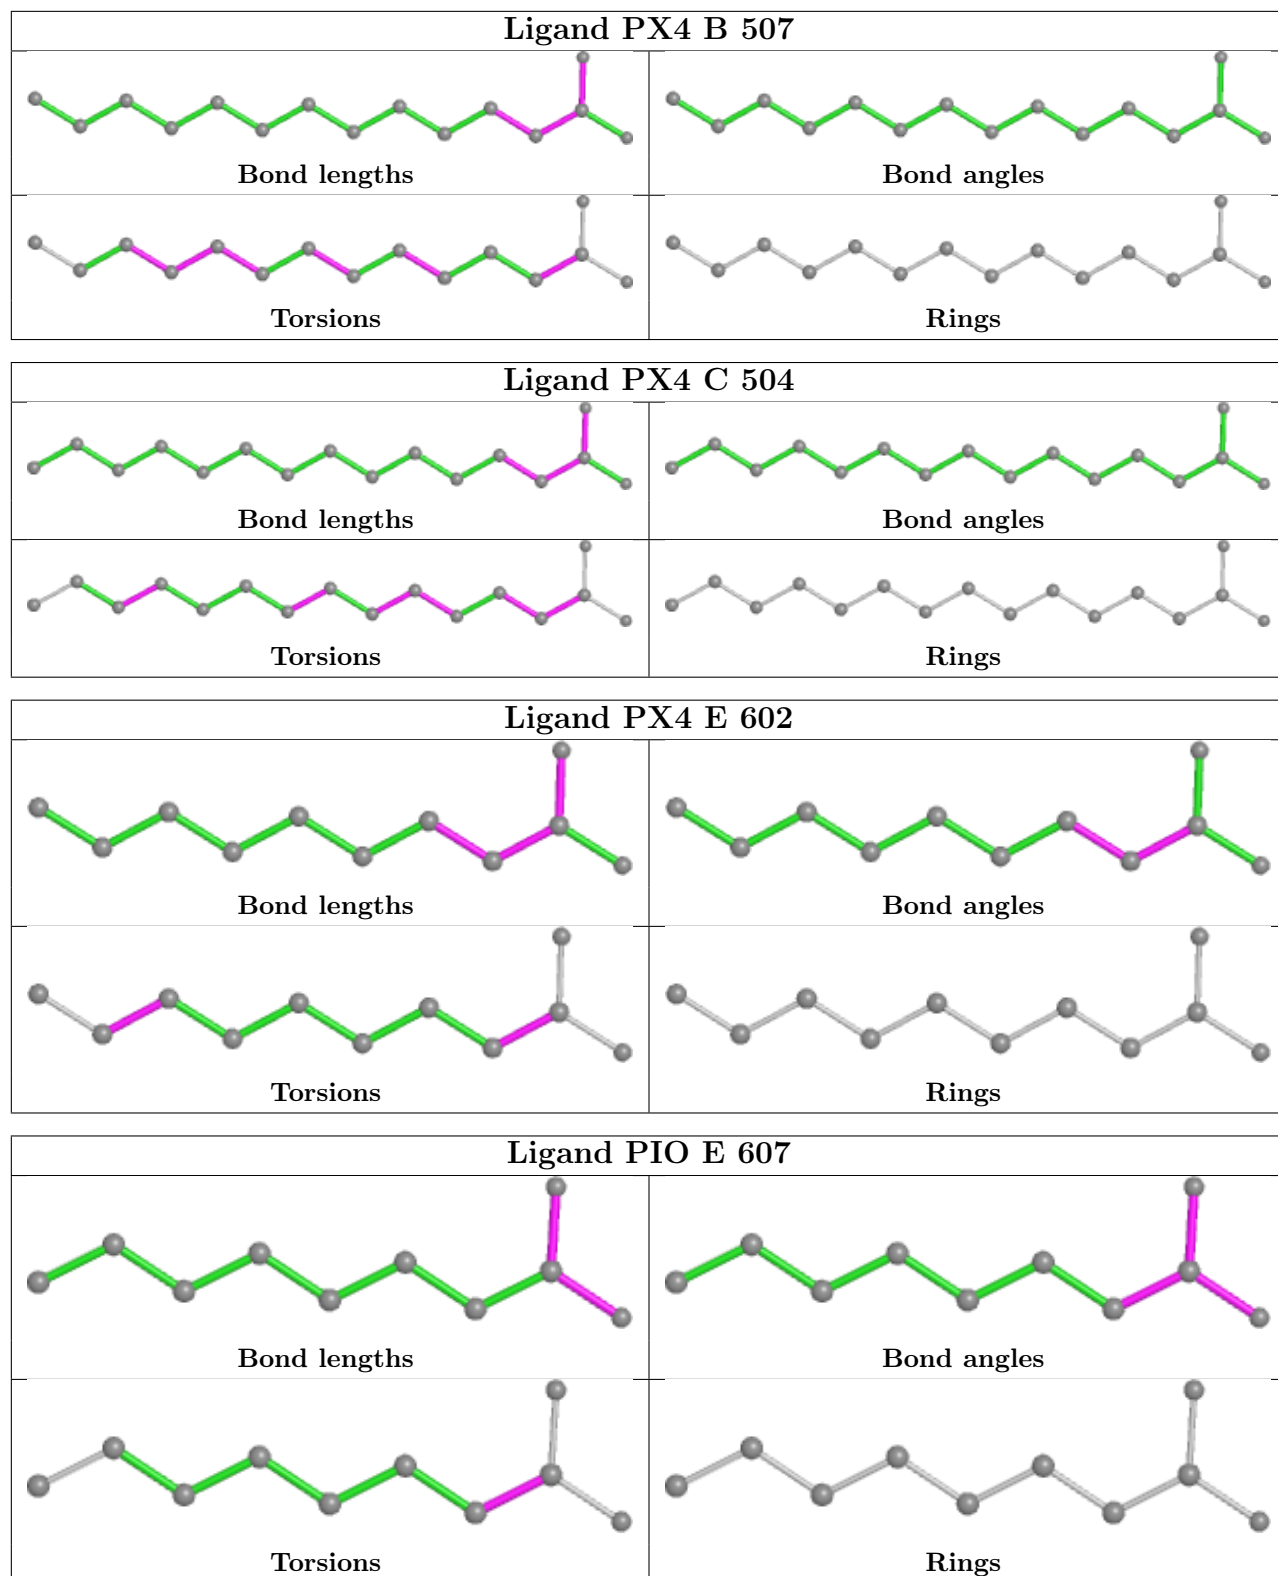 Ligand PX4 B 507
Bond lengths
Bond angles
Torsions
Rings
Ligand PX4 C 504
Bond lengths
Bond angles
Torsions
Rings
Ligand PX4 E 602
Bond lengths
Bond angles
Torsions
Rings
Ligand PIO E 607
Bond lengths
Bond angles
Torsions
Rings